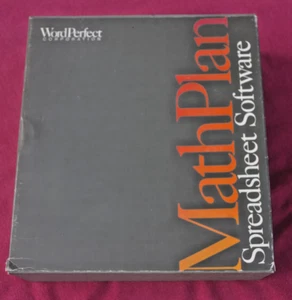 WordPerfect
CORPORATION
MathPlan
Spreadsheet Software